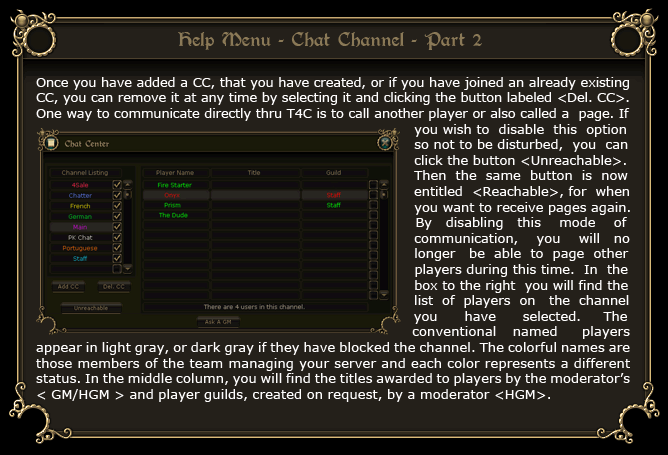 Help Menu - Chat Channel - Part 2
Once you have added a CC, that you have created, or if you have joined an already existing
CC, you can remove it at any time by selecting it and clicking the button labeled <Del. CC>.
One way to communicate directly thru T4C is to call another player or also called a page. If
you wish to disable this option
so not to be disturbed, you can
click the button <Unreachable>.
Then the same button is now
entitled <Reachable>, for when
you want to receive pages again.
By disabling this mode of
communication, you will no
longer be able to page other
players during this time. In the
box to the right you will find the
list of players on the channel
you have selected. The
conventional named players
appear in light gray, or dark gray if they have blocked the channel. The colorful names are
those members of the team managing your server and each color represents a different
status. In the middle column, you will find the titles awarded to players by the moderator's
< GM/HGM > and player guilds, created on request, by a moderator <HGM>.
Chat Center
Channel Listing
4Sale
Chatter
French
German
Main
PK Chat
Portuguese
Staff
Add CC Del. CC
Unreachable
Player Name Title Guild
Fire Starter
Staff
Prism Staff
The Dude
There are 4 users in this channel.
Ask A GM